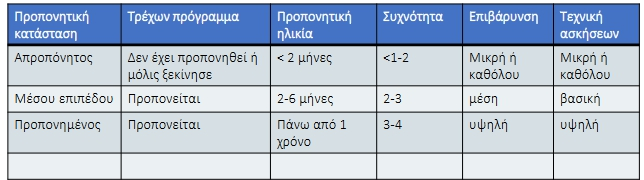 Προπονητική κατάσταση | Τρέχων πρόγραμμα | Προπονητική ηλικία | Συχνότητα | Επιβάρυνση | Τεχνική ασκήσεων
Απροπόνητος | Δεν έχει προπονηθεί ή μόλις ξεκίνησε | < 2 μήνες | <1-2 | Μικρή ή καθόλου | Μικρή ή καθόλου
Μέσου επιπέδου | Προπονείται | 2-6 μήνες | 2-3 | μέση | βασική
Προπονημένος | Προπονείται | Πάνω από 1 χρόνο | 3-4 | υψηλή | υψηλή